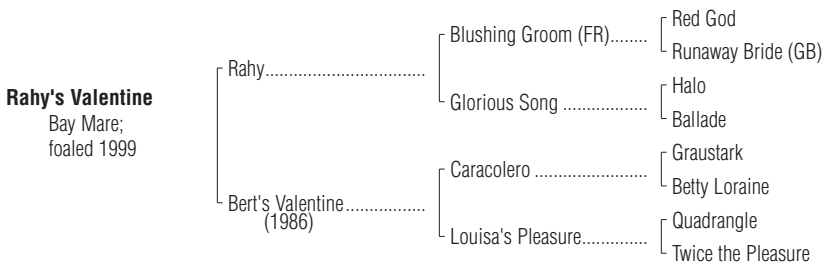 Red God
Blushing Groom (FR)........
Runaway Bride (GB)
Rahy..................................
Halo
Glorious Song ..................
Ballade
Rahy's Valentine
Bay Mare;
foaled 1999
Graustark
Caracolero ........................
Betty Loraine
Bert's Valentine.................
(1986)
Quadrangle
Louisa's Pleasure..............
Twice the Pleasure